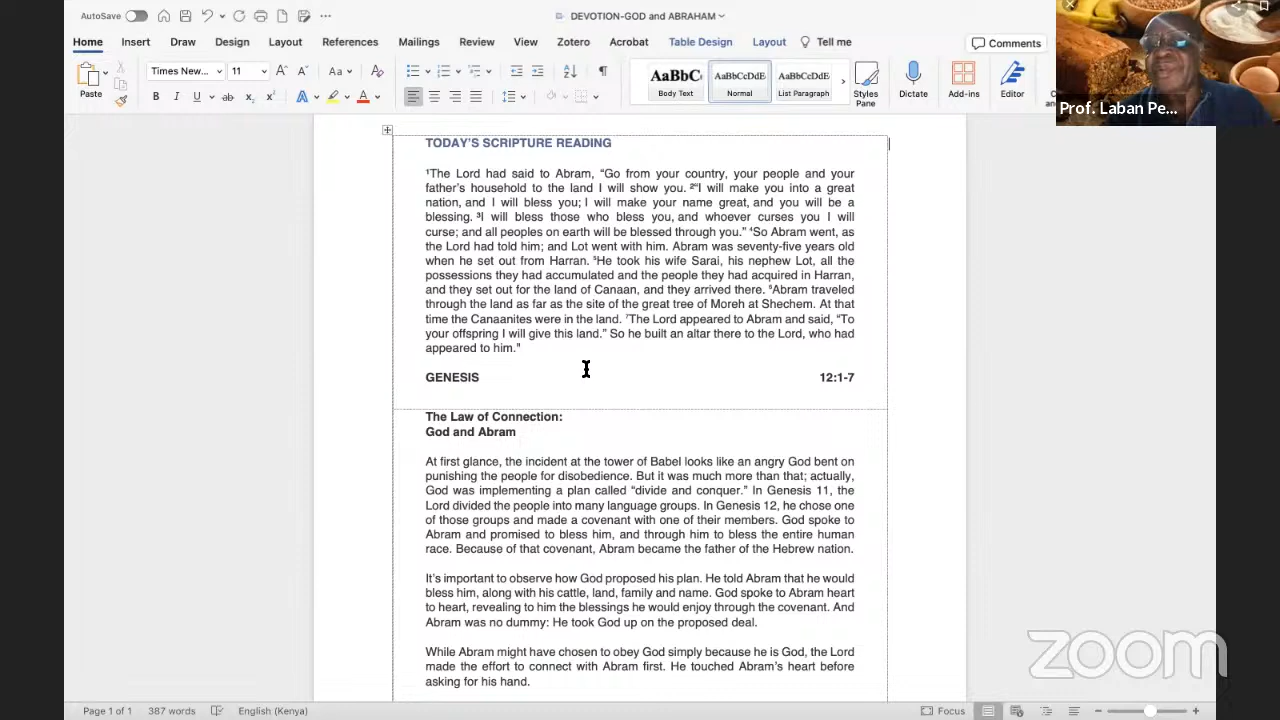 AutoSave
DEVOTION-GOD and ABRAHAM
Home Insert Draw Design Layout References Mailings Review View Zotero Acrobat Table Design Layout Tell me
Comments
Paste
Times New... 11
AaBbC AaBbCcDdE AaBbCcDdE
Body Text Normal List Paragraph
Styles Pane
Dictate
Add-ins
Editor
Prof. Laban Pe...
TODAY'S SCRIPTURE READING
¹The Lord had said to Abram, “Go from your country, your people and your
father’s household to the land I will show you. ²“I will make you into a great
nation, and I will bless you; I will make your name great, and you will be a
blessing. ³I will bless those who bless you, and whoever curses you I will
curse; and all peoples on earth will be blessed through you.” ⁴So Abram went, as
the Lord had told him; and Lot went with him. Abram was seventy-five years old
when he set out from Harran. ⁵He took his wife Sarai, his nephew Lot, all the
possessions they had accumulated and the people they had acquired in Harran,
and they set out for the land of Canaan, and they arrived there. ⁶Abram traveled
through the land as far as the site of the great tree of Moreh at Shechem. At that
time the Canaanites were in the land. ⁷The Lord appeared to Abram and said, “To
your offspring I will give this land.” So he built an altar there to the Lord, who had
appeared to him."
GENESIS 12:1-7
The Law of Connection:
God and Abram
At first glance, the incident at the tower of Babel looks like an angry God bent on
punishing the people for disobedience. But it was much more than that; actually,
God was implementing a plan called “divide and conquer.” In Genesis 11, the
Lord divided the people into many language groups. In Genesis 12, he chose one
of those groups and made a covenant with one of their members. God spoke to
Abram and promised to bless him, and through him to bless the entire human
race. Because of that covenant, Abram became the father of the Hebrew nation.
It’s important to observe how God proposed his plan. He told Abram that he would
bless him, along with his cattle, land, family and name. God spoke to Abram heart
to heart, revealing to him the blessings he would enjoy through the covenant. And
Abram was no dummy: He took God up on the proposed deal.
While Abram might have chosen to obey God simply because he is God, the Lord
made the effort to connect with Abram first. He touched Abram’s heart before
asking for his hand.
zoom
Page 1 of 1 387 words English (Kenya) Focus